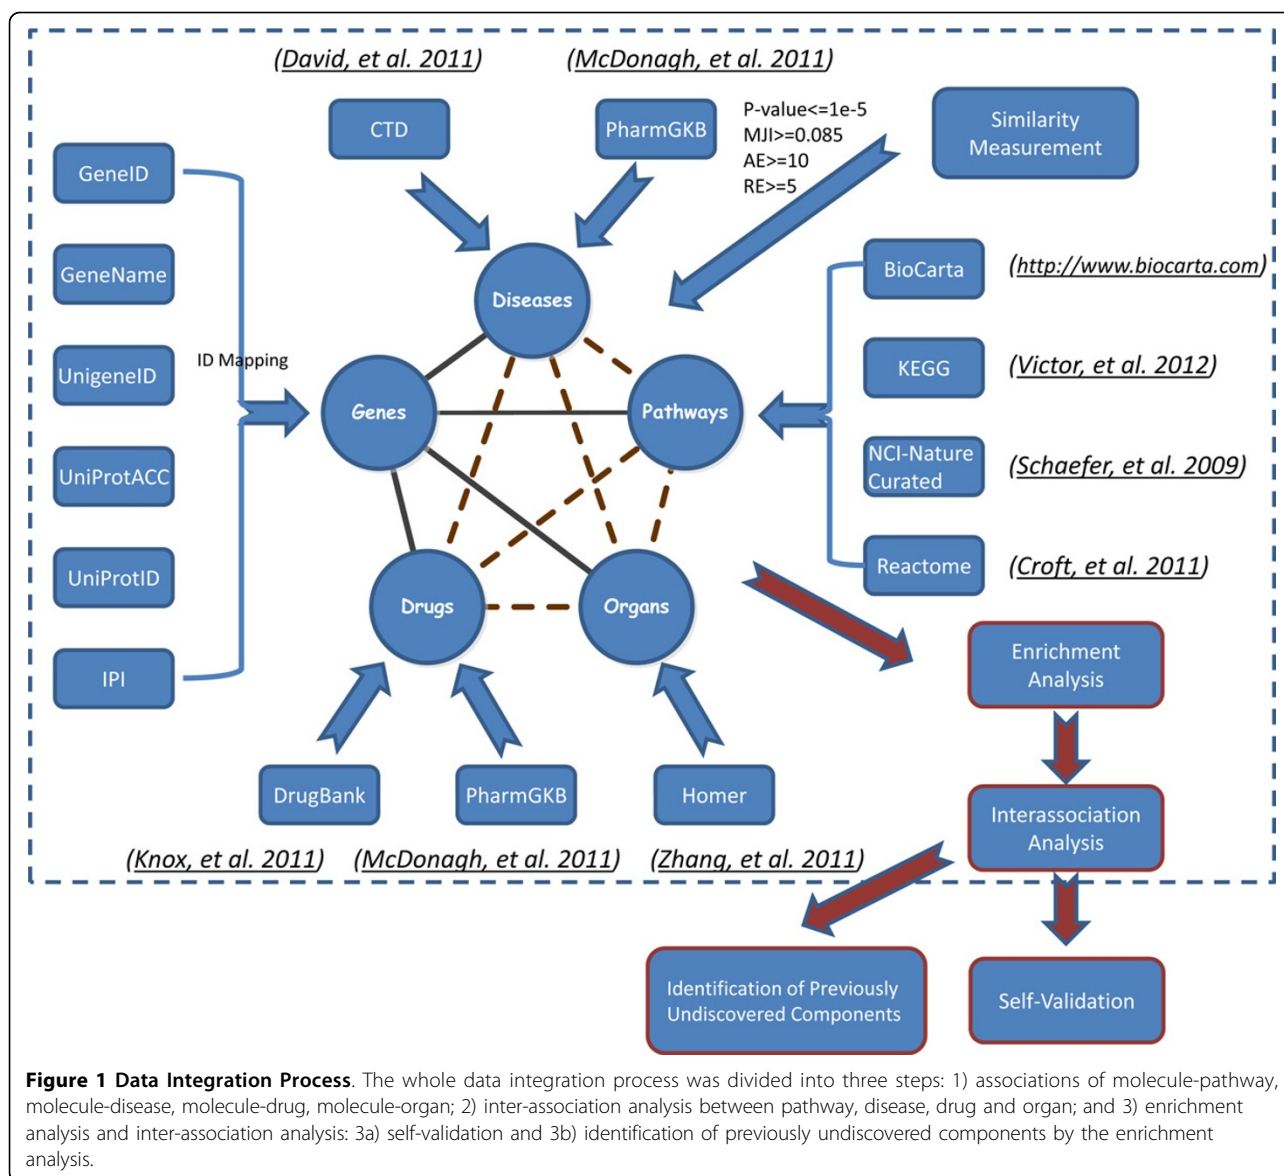 (David, et al. 2011)
(McDonagh, et al. 2011)
CTD
PharmGKB
P-value<=1e-5
MJI>=0.085
AE>=10
RE>=5
Similarity
Measurement
GeneID
GeneName
UnigeneID
UniProtACC
UniProtID
IPI
ID Mapping
Diseases
Genes
Pathways
Drugs
Organs
BioCarta
(http://www.biocarta.com)
KEGG
(Victor, et al. 2012)
NCI-Nature
Curated
(Schaefer, et al. 2009)
Reactome
(Croft, et al. 2011)
DrugBank
PharmGKB
Homer
(Knox, et al. 2011)
(McDonagh, et al. 2011)
(Zhang, et al. 2011)
Enrichment
Analysis
Interassociation
Analysis
Identification of Previously
Undiscovered Components
Self-Validation
Figure 1 Data Integration Process. The whole data integration process was divided into three steps: 1) associations of molecule-pathway,
molecule-disease, molecule-drug, molecule-organ; 2) inter-association analysis between pathway, disease, drug and organ; and 3) enrichment
analysis and inter-association analysis: 3a) self-validation and 3b) identification of previously undiscovered components by the enrichment
analysis.